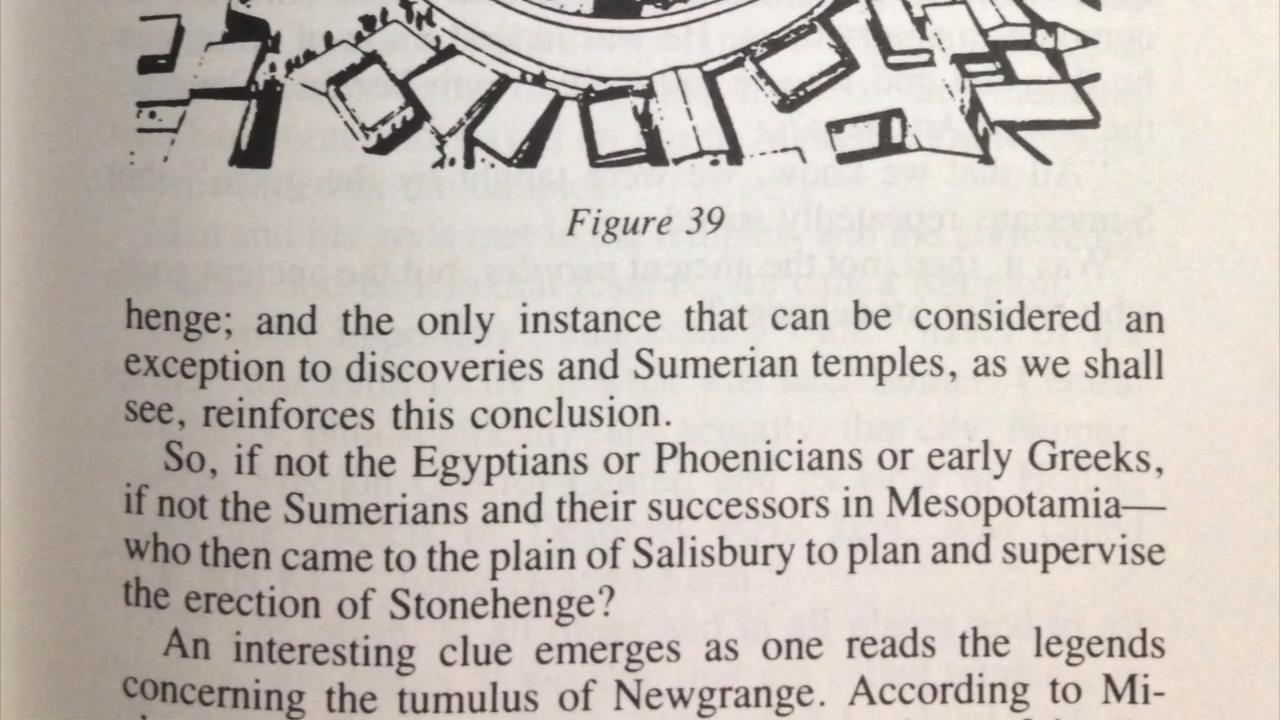 Figure 39
henge; and the only instance that can be considered an
exception to discoveries and Sumerian temples, as we shall
see, reinforces this conclusion.
So, if not the Egyptians or Phoenicians or early Greeks,
if not the Sumerians and their successors in Mesopotamia—
who then came to the plain of Salisbury to plan and supervise
the erection of Stonehenge?
An interesting clue emerges as one reads the legends
concerning the tumulus of Newgrange. According to Mi-